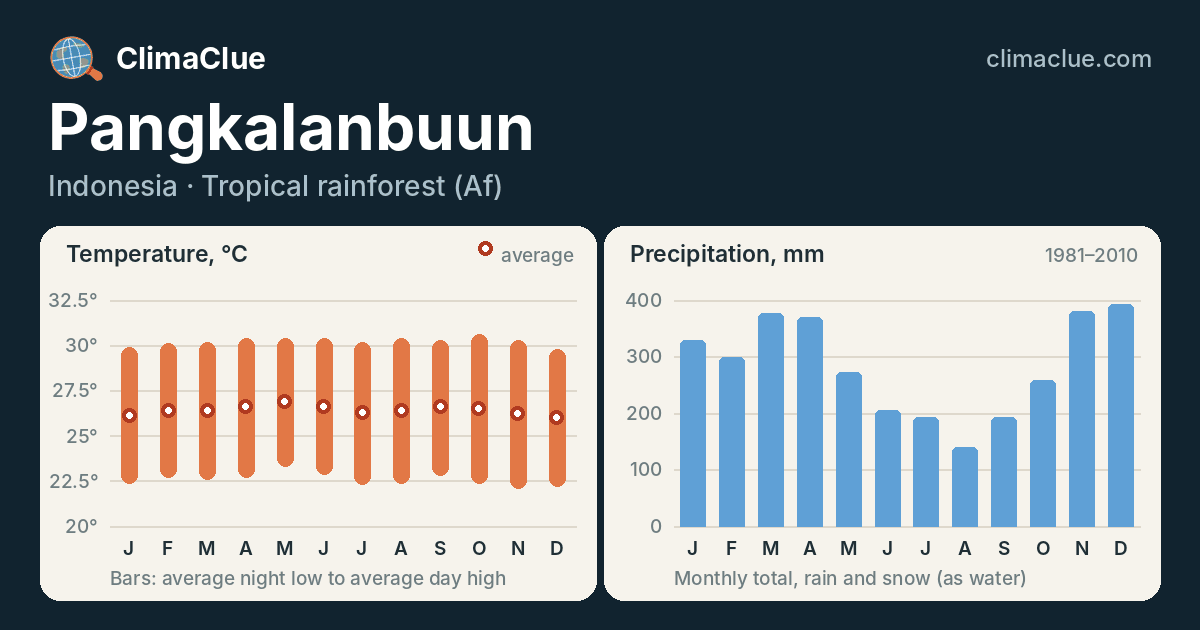 ClimaClue
climaclue.com
Pangkalanbuun
Indonesia · Tropical rainforest (Af)
Temperature, °C
average
32.5°
30°
27.5°
25°
22.5°
20°
J F M A M J J A S O N D
Bars: average night low to average day high
Precipitation, mm
1981–2010
400
300
200
100
0
J F M A M J J A S O N D
Monthly total, rain and snow (as water)